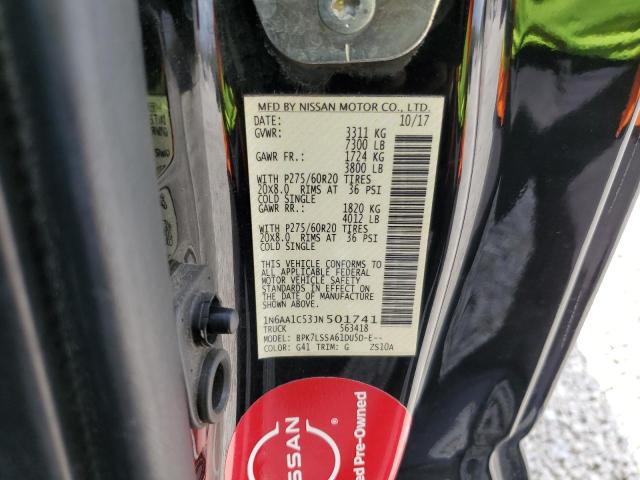 MFD BY NISSAN MOTOR CO., LTD.
DATE: 10/17
GVWR: 3311 KG
7300 LB
GAWR FR.: 1724 KG
3800 LB
WITH P275/60R20 TIRES
20X8.0 RIMS AT 36 PSI
COLD SINGLE
GAWR RR.: 1820 KG
4012 LB
WITH P275/60R20 TIRES
20X8.0 RIMS AT 36 PSI
COLD SINGLE
THIS VEHICLE CONFORMS TO
ALL APPLICABLE FEDERAL
MOTOR VEHICLE SAFETY
STANDARDS IN EFFECT ON
THE DATE OF MANUFACTURE
SHOWN ABOVE.
1N6AA1C53JN501741
TRUCK 563418
MODEL: BPK7LSSA61DU5D-E--
COLOR: G41 TRIM: G ZS10A
NISSAN
®
Pre-Owned